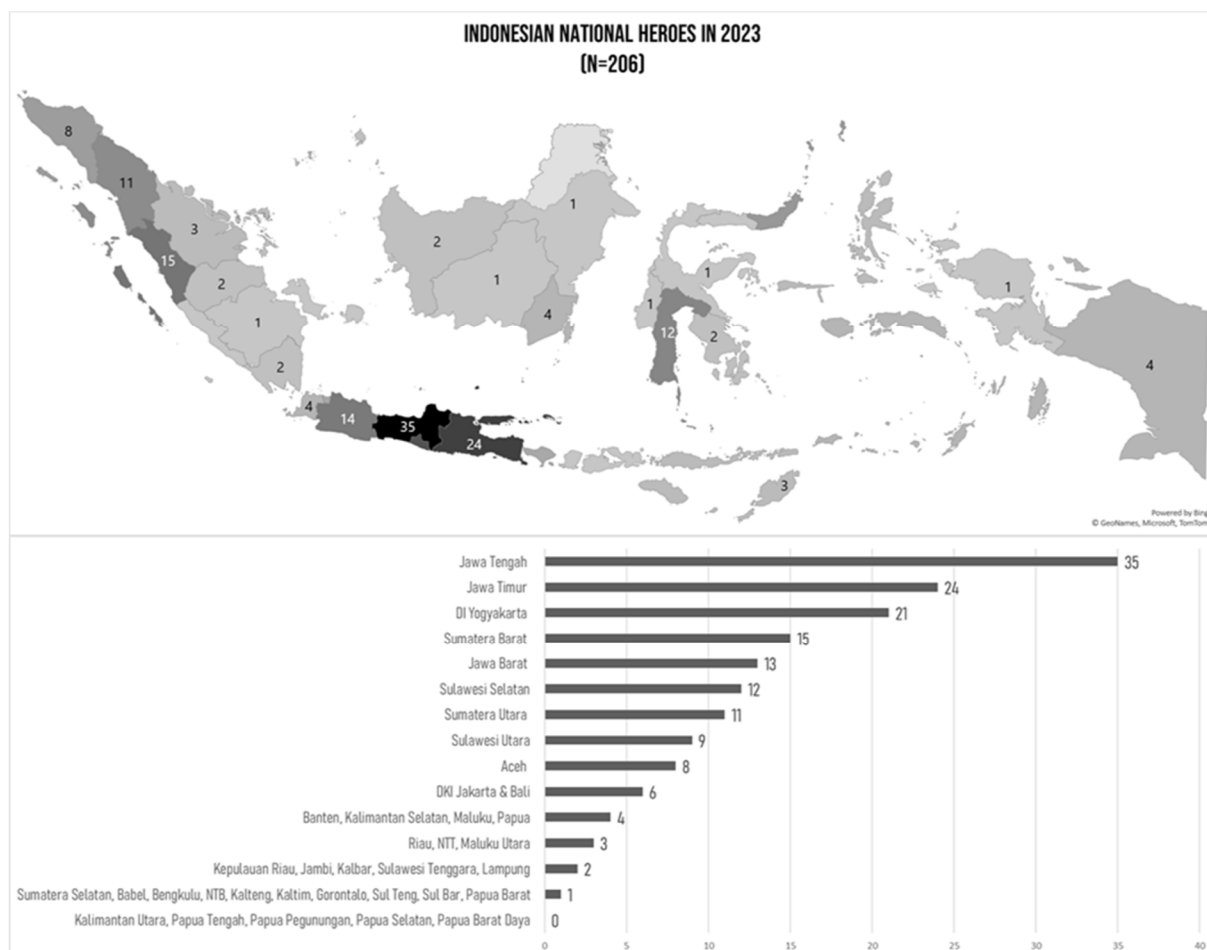 INDONESIAN NATIONAL HEROES IN 2023
(N=206)
8
11
3
15
2
1
2
4
14
35
24
2
1
1
4
1
1
12
2
3
1
4
Powered by Bing
© GeoNames, Microsoft, TomTom
Jawa Tengah 35
Jawa Timur 24
DI Yogyakarta 21
Sumatera Barat 15
Jawa Barat 13
Sulawesi Selatan 12
Sumatera Utara 11
Sulawesi Utara 9
Aceh 8
DKI Jakarta & Bali 6
Banten, Kalimantan Selatan, Maluku, Papua 4
Riau, NTT, Maluku Utara 3
Kepulauan Riau, Jambi, Kalbar, Sulawesi Tenggara, Lampung 2
Sumatera Selatan, Babel, Bengkulu, NTB, Kalteng, Kaltim, Gorontalo, Sul Teng, Sul Bar, Papua Barat 1
Kalimantan Utara, Papua Tengah, Papua Pegunungan, Papua Selatan, Papua Barat Daya 0
0 5 10 15 20 25 30 35 40